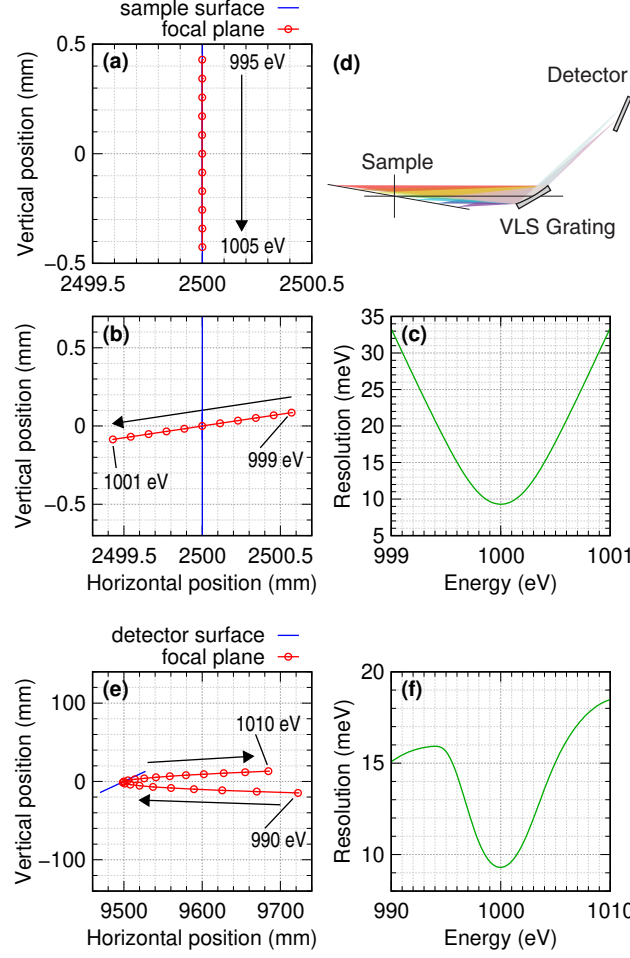 sample surface
focal plane
(a)
995 eV
1005 eV
0.5
0
−0.5
Vertical position (mm)
2499.5
2500
2500.5
(d)
Detector
Sample
VLS Grating
(b)
0.5
0
−0.5
Vertical position (mm)
1001 eV
999 eV
2499.5
2500
2500.5
Horizontal position (mm)
(c)
35
30
25
20
15
10
5
Resolution (meV)
999
1000
1001
Energy (eV)
detector surface
focal plane
(e)
100
0
−100
Vertical position (mm)
1010 eV
990 eV
9500
9600
9700
Horizontal position (mm)
(f)
20
15
10
Resolution (meV)
990
1000
1010
Energy (eV)